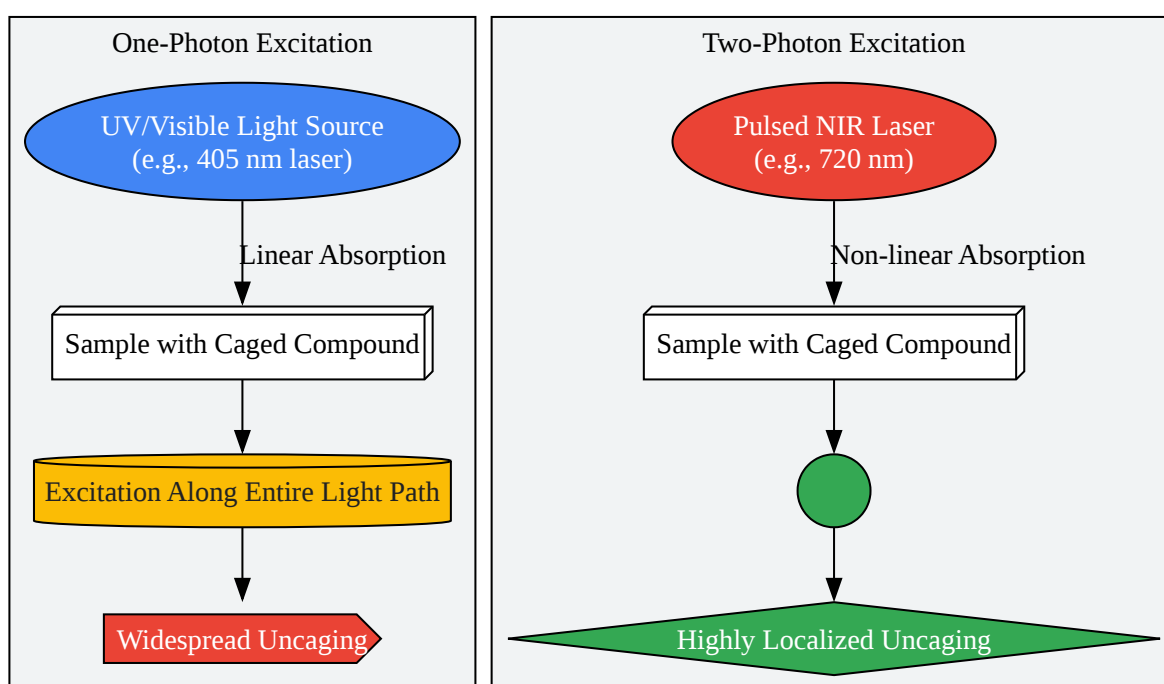 One-Photon Excitation
UV/Visible Light Source
(e.g., 405 nm laser)
Linear Absorption
Sample with Caged Compound
Excitation Along Entire Light Path
Widespread Uncaging
Two-Photon Excitation
Pulsed NIR Laser
(e.g., 720 nm)
Non-linear Absorption
Sample with Caged Compound
Highly Localized Uncaging